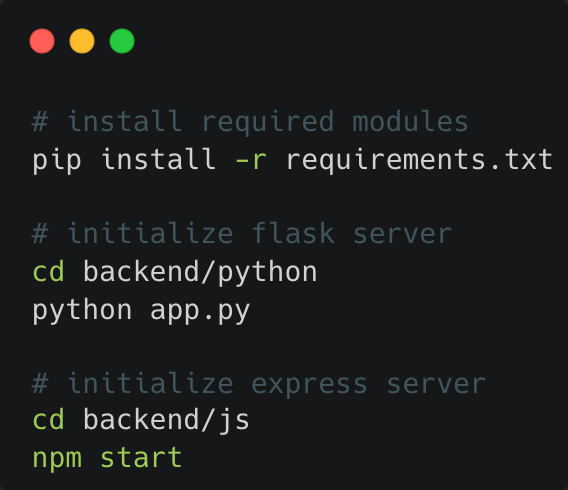 # install required modules
pip install -r requirements.txt
# initialize flask server
cd backend/python
python app.py
# initialize express server
cd backend/js
npm start